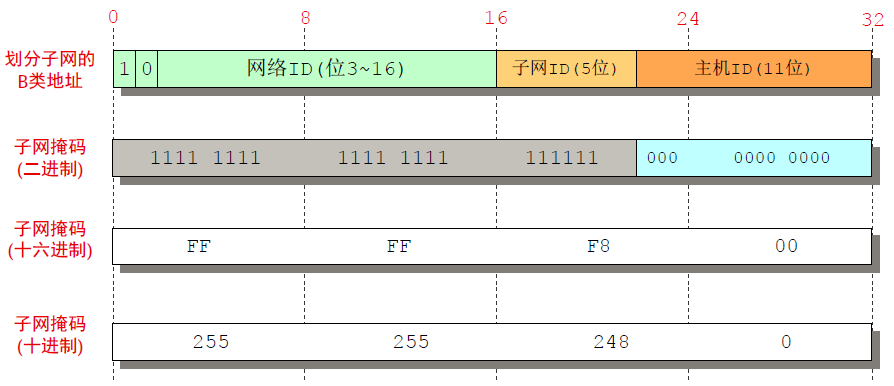 0 8 16 24 32
划分子网的
B类地址
1 0 网络ID(位3~16) 子网ID(5位) 主机ID(11位)
子网掩码
(二进制)
1111 1111 1111 1111 111111 000 0000 0000
子网掩码
(十六进制)
FF FF F8 00
子网掩码
(十进制)
255 255 248 0